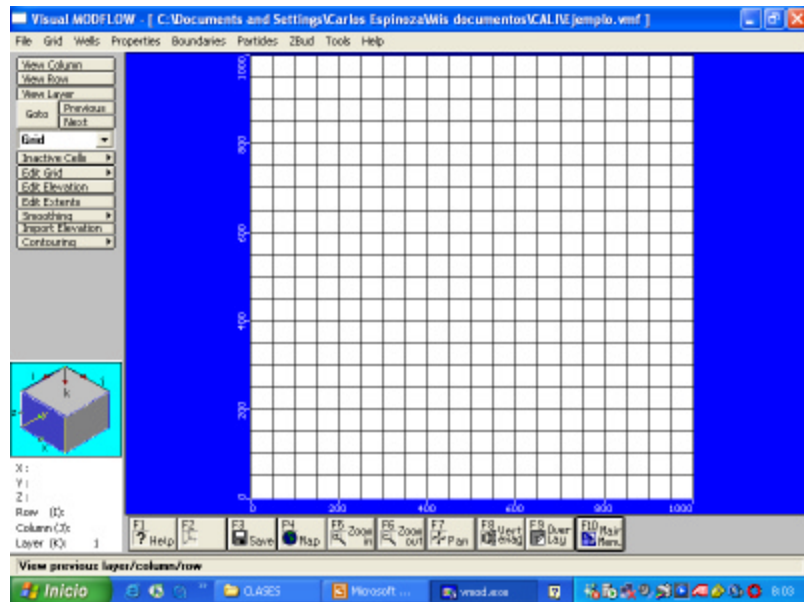 Visual MODFLOW - [ C:\Documents and Settings\Carlos Espinoza\Mis documentos\CALI\Ejemplo.vmf ]
File Grid Wells Properties Boundaries Particles ZBud Tools Help
View Column
View Row
View Layer
Goto
Previous
Next
Grid
Inactive Cells
Edit Grid
Edit Elevation
Edit Extents
Smoothing
Import Elevation
Contouring
1000
800
600
400
200
0
0 200 400 600 800 1000
k
X :
Y :
Z :
Row (I):
Column (J):
Layer (K): 1
F1 Help
F2
F3 Save
F4 Map
F5 Zoom in
F6 Zoom out
F7 Pan
F8 Vert exag
F9 Over lay
F10 Main Menu
View previous layer/column/row
Inicio
CLASES
Microsoft ...
8:03